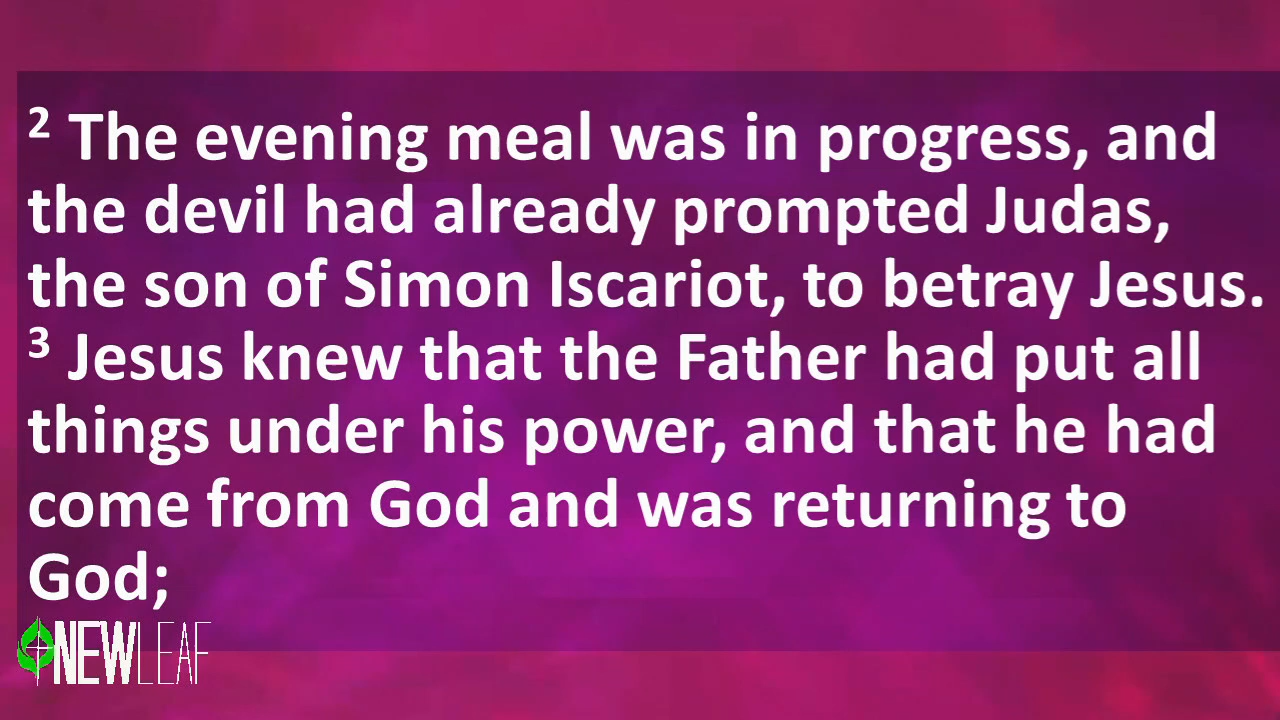 2 The evening meal was in progress, and
the devil had already prompted Judas,
the son of Simon Iscariot, to betray Jesus.
3 Jesus knew that the Father had put all
things under his power, and that he had
come from God and was returning to
God;
NEWLEAF